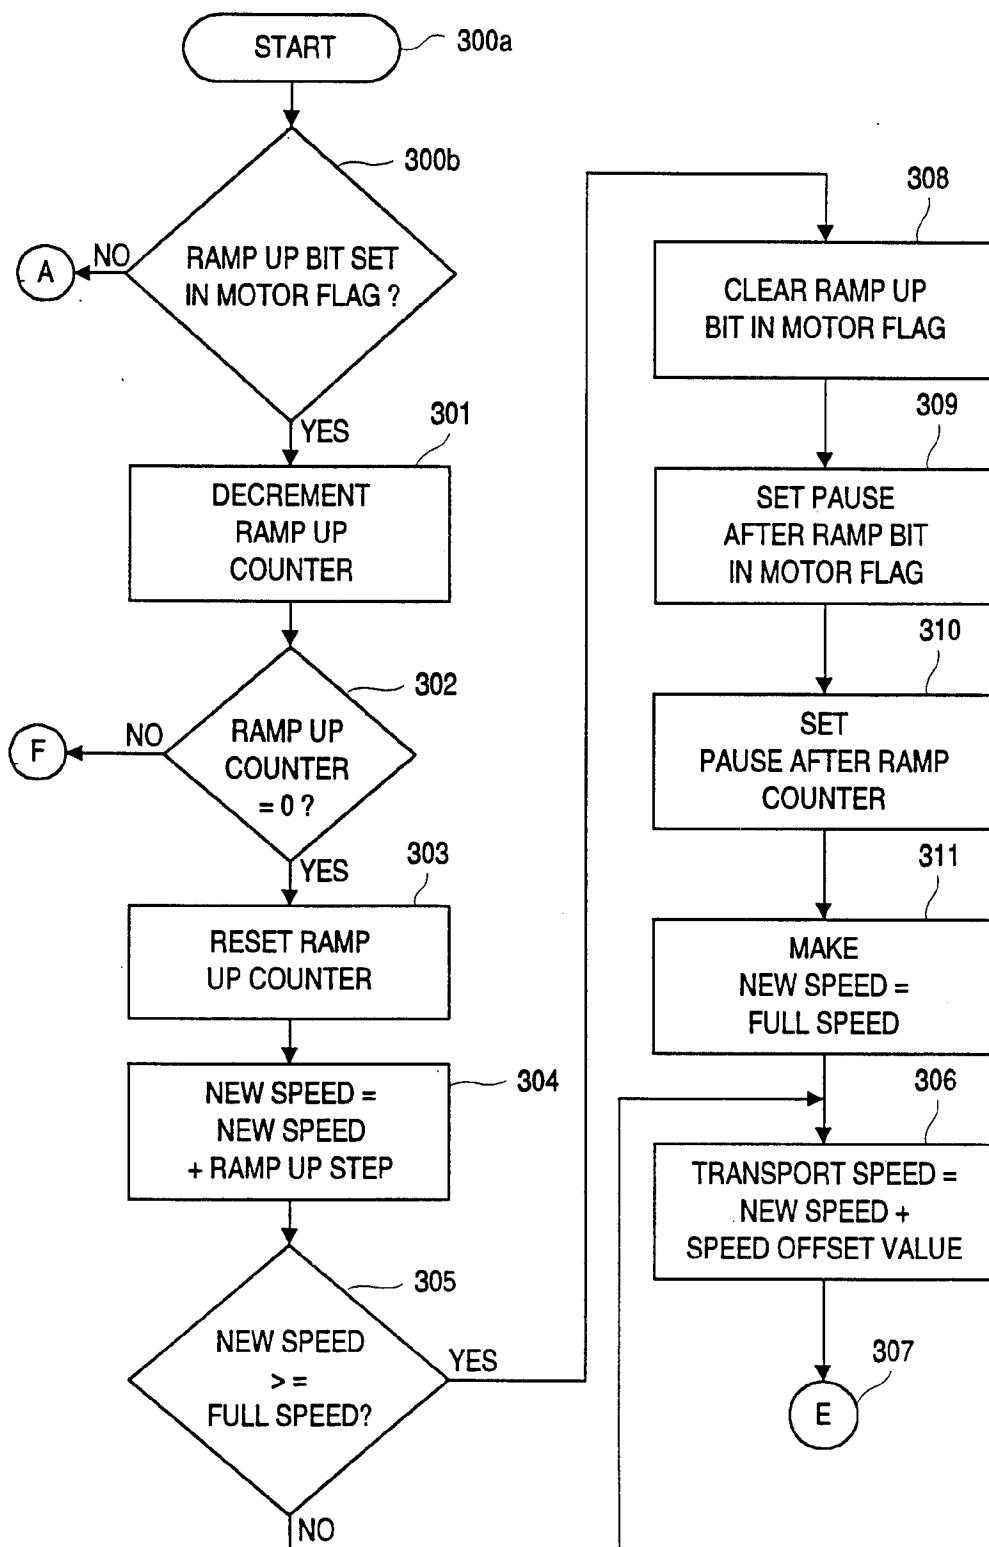 START
300a
300b
RAMP UP BIT SET
IN MOTOR FLAG ?
NO
A
YES
301
DECREMENT
RAMP UP
COUNTER
302
RAMP UP
COUNTER
= 0 ?
NO
F
YES
303
RESET RAMP
UP COUNTER
304
NEW SPEED =
NEW SPEED
+ RAMP UP STEP
305
NEW SPEED
> =
FULL SPEED?
YES
NO
308
CLEAR RAMP UP
BIT IN MOTOR FLAG
309
SET PAUSE
AFTER RAMP BIT
IN MOTOR FLAG
310
SET
PAUSE AFTER RAMP
COUNTER
311
MAKE
NEW SPEED =
FULL SPEED
306
TRANSPORT SPEED =
NEW SPEED +
SPEED OFFSET VALUE
307
E